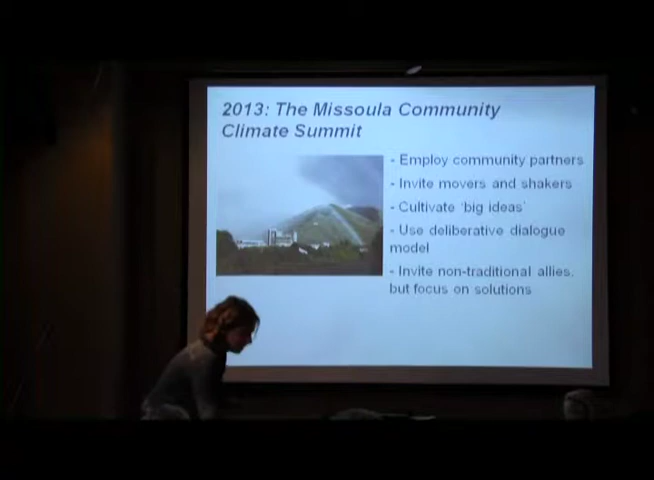 2013: The Missoula Community
Climate Summit
- Employ community partners
- Invite movers and shakers
- Cultivate ‘big ideas’
- Use deliberative dialogue
model
- Invite non-traditional allies.
but focus on solutions